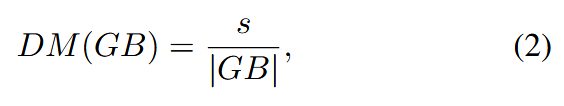 DM(GB) = s / |GB|, (2)